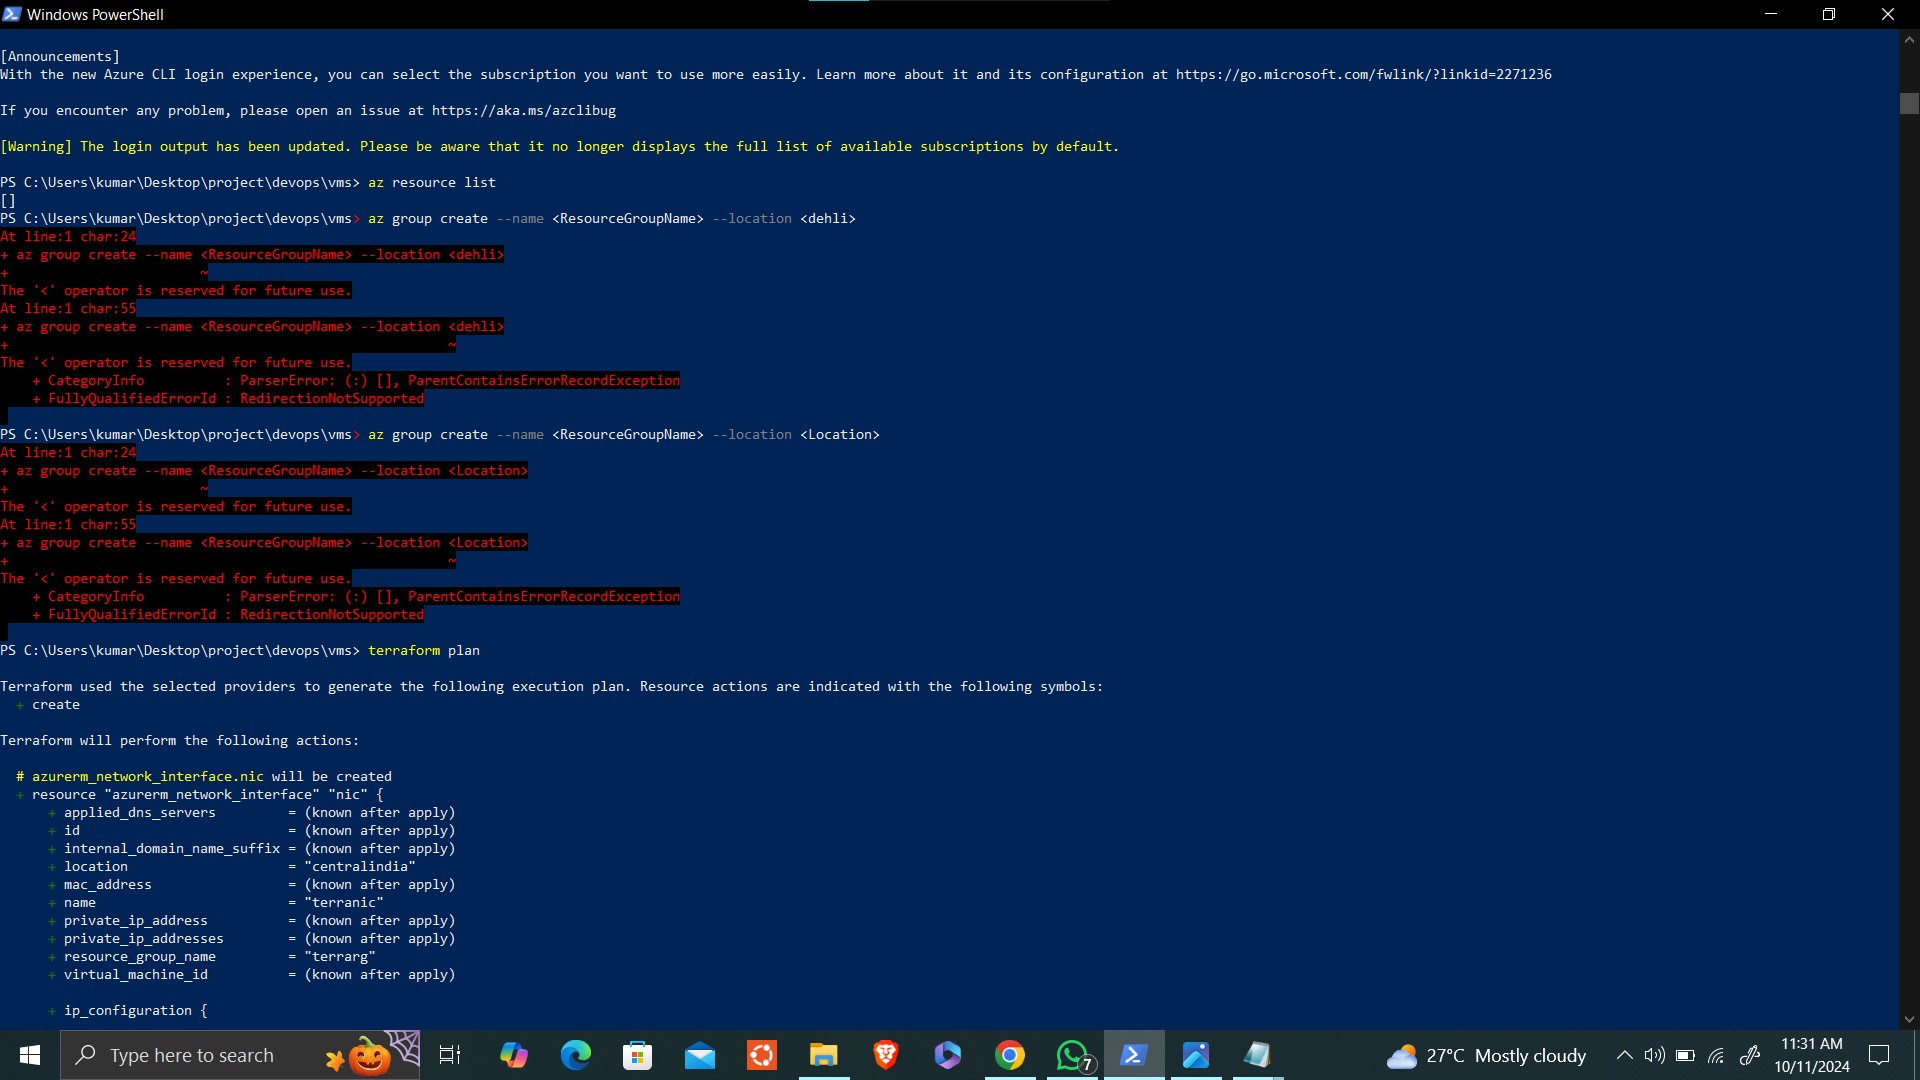 Windows PowerShell
[Announcements]
With the new Azure CLI login experience, you can select the subscription you want to use more easily. Learn more about it and its configuration at https://go.microsoft.com/fwlink/?linkid=2271236
If you encounter any problem, please open an issue at https://aka.ms/azclibug
[Warning] The login output has been updated. Please be aware that it no longer displays the full list of available subscriptions by default.
PS C:\Users\kumar\Desktop\project\devops\vms> az resource list
[]
PS C:\Users\kumar\Desktop\project\devops\vms> az group create --name <ResourceGroupName> --location <dehli>
At line:1 char:24
+ az group create --name <ResourceGroupName> --location <dehli>
+                        ~
The '<' operator is reserved for future use.
At line:1 char:55
+ az group create --name <ResourceGroupName> --location <dehli>
+                                                       ~
The '<' operator is reserved for future use.
    + CategoryInfo          : ParserError: (:) [], ParentContainsErrorRecordException
    + FullyQualifiedErrorId : RedirectionNotSupported
PS C:\Users\kumar\Desktop\project\devops\vms> az group create --name <ResourceGroupName> --location <Location>
At line:1 char:24
+ az group create --name <ResourceGroupName> --location <Location>
+                        ~
The '<' operator is reserved for future use.
At line:1 char:55
+ az group create --name <ResourceGroupName> --location <Location>
+                                                       ~
The '<' operator is reserved for future use.
    + CategoryInfo          : ParserError: (:) [], ParentContainsErrorRecordException
    + FullyQualifiedErrorId : RedirectionNotSupported
PS C:\Users\kumar\Desktop\project\devops\vms> terraform plan
Terraform used the selected providers to generate the following execution plan. Resource actions are indicated with the following symbols:
  + create
Terraform will perform the following actions:
  # azurerm_network_interface.nic will be created
  + resource "azurerm_network_interface" "nic" {
      + applied_dns_servers         = (known after apply)
      + id                          = (known after apply)
      + internal_domain_name_suffix = (known after apply)
      + location                    = "centralindia"
      + mac_address                 = (known after apply)
      + name                        = "terranic"
      + private_ip_address          = (known after apply)
      + private_ip_addresses        = (known after apply)
      + resource_group_name         = "terrarg"
      + virtual_machine_id          = (known after apply)
      + ip_configuration {
Type here to search
7
27°C Mostly cloudy
11:31 AM
10/11/2024